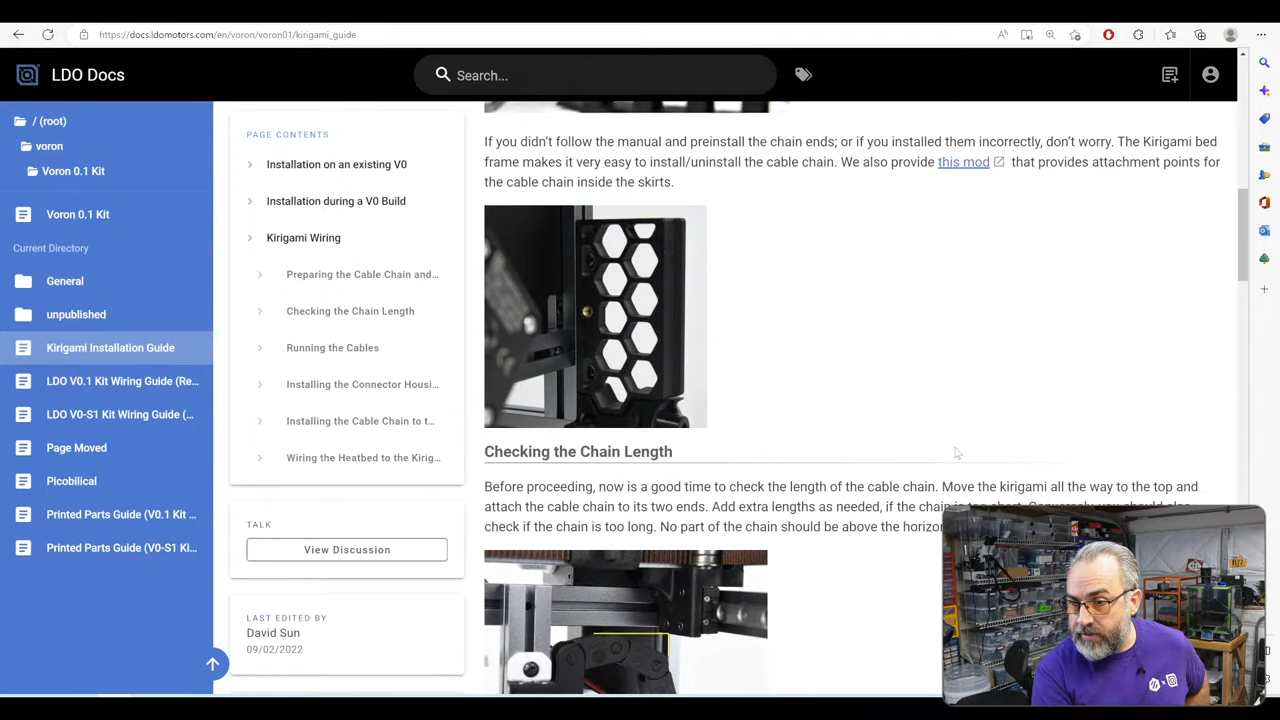 https://docs.ldomotors.com/en/voron/voron01/kirigami_guide
LDO Docs
Search...
/ (root)
voron
Voron 0.1 Kit
Voron 0.1 Kit
Current Directory
General
unpublished
Kirigami Installation Guide
LDO V0.1 Kit Wiring Guide (Re...
LDO V0-S1 Kit Wiring Guide (...
Page Moved
Picobilical
Printed Parts Guide (V0.1 Kit ...
Printed Parts Guide (V0-S1 Ki...
PAGE CONTENTS
Installation on an existing V0
Installation during a V0 Build
Kirigami Wiring
Preparing the Cable Chain and...
Checking the Chain Length
Running the Cables
Installing the Connector Housi...
Installing the Cable Chain to t...
Wiring the Heatbed to the Kirig...
TALK
View Discussion
LAST EDITED BY
David Sun
09/02/2022
If you didn't follow the manual and preinstall the chain ends; or if you installed them incorrectly, don't worry. The Kirigami bed
frame makes it very easy to install/uninstall the cable chain. We also provide this mod that provides attachment points for
the cable chain inside the skirts.
Checking the Chain Length
Before proceeding, now is a good time to check the length of the cable chain. Move the kirigami all the way to the top and
attach the cable chain to its two ends. Add extra lengths as needed, if the chain is too short. Conversely, you should also
check if the chain is too long. No part of the chain should be above the